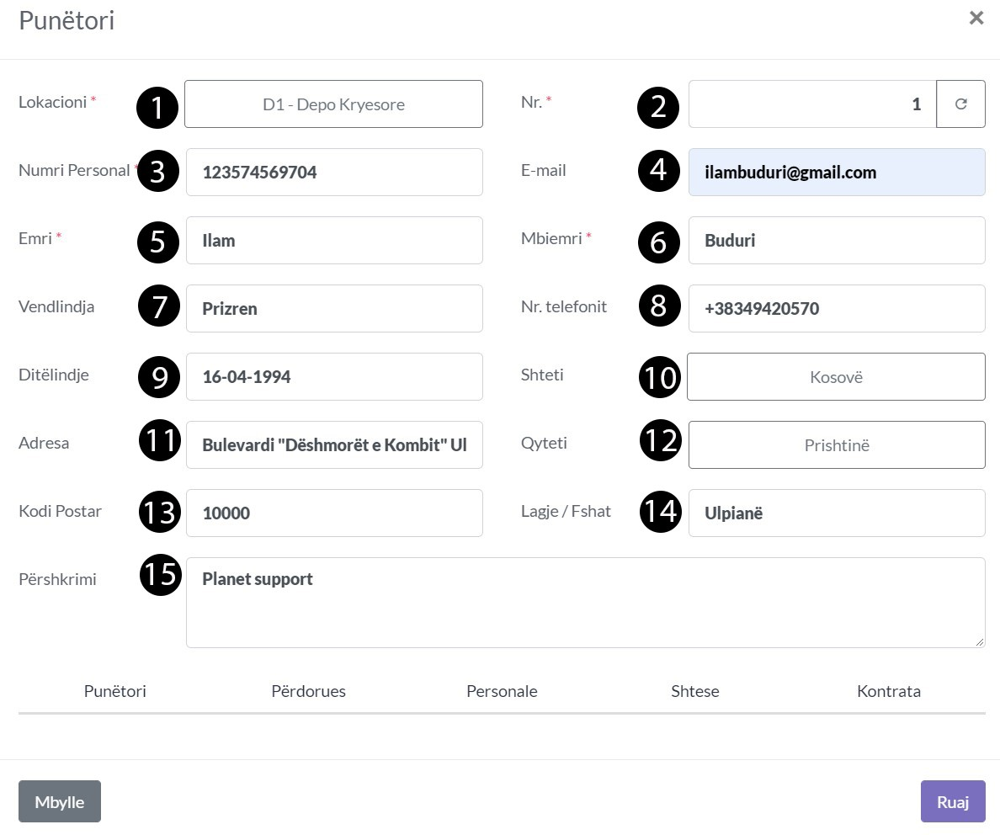 Punëtori ×
Lokacioni * 1 D1 - Depo Kryesore Nr. * 2 1
Numri Personal * 3 123574569704 E-mail 4 ilambuduri@gmail.com
Emri * 5 Ilam Mbiemri * 6 Buduri
Vendlindja 7 Prizren Nr. telefonit 8 +38349420570
Ditëlindje 9 16-04-1994 Shteti 10 Kosovë
Adresa 11 Bulevardi "Dëshmorët e Kombit" Ul Qyteti 12 Prishtinë
Kodi Postar 13 10000 Lagje / Fshat 14 Ulpianë
Përshkrimi 15 Planet support
Punëtori Përdorues Personale Shtese Kontrata
Mbylle Ruaj